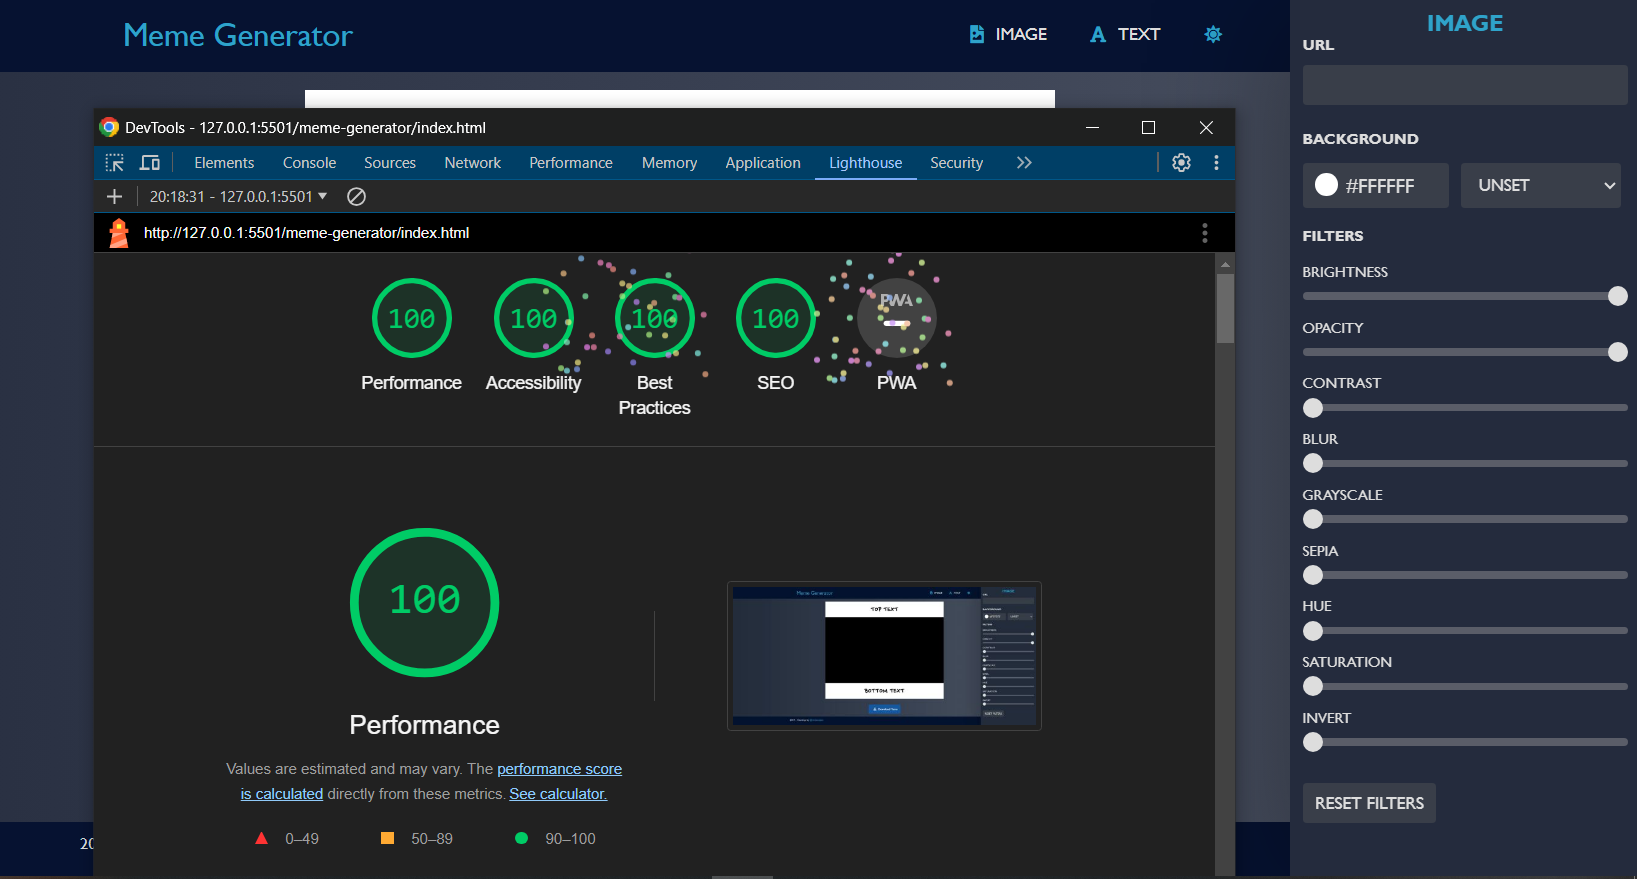 Meme Generator
IMAGE
TEXT
IMAGE
URL
BACKGROUND
#FFFFFF
UNSET
FILTERS
BRIGHTNESS
OPACITY
CONTRAST
BLUR
GRAYSCALE
SEPIA
HUE
SATURATION
INVERT
RESET FILTERS
DevTools - 127.0.0.1:5501/meme-generator/index.html
Elements Console Sources Network Performance Memory Application Lighthouse Security
20:18:31 - 127.0.0.1:5501
http://127.0.0.1:5501/meme-generator/index.html
100 100 100 100 PWA
Performance Accessibility Best Practices SEO PWA
100
Performance
Values are estimated and may vary. The performance score
is calculated directly from these metrics. See calculator.
0–49 50–89 90–100
Meme Generator
TOP TEXT
BOTTOM TEXT
20